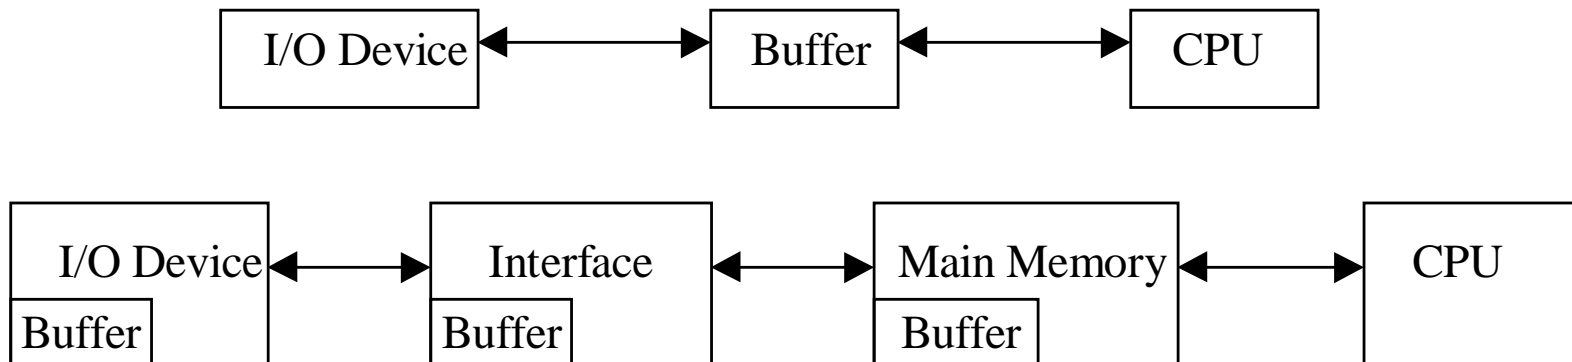 I/O Device Buffer CPU
I/O Device Interface Main Memory CPU
Buffer Buffer Buffer